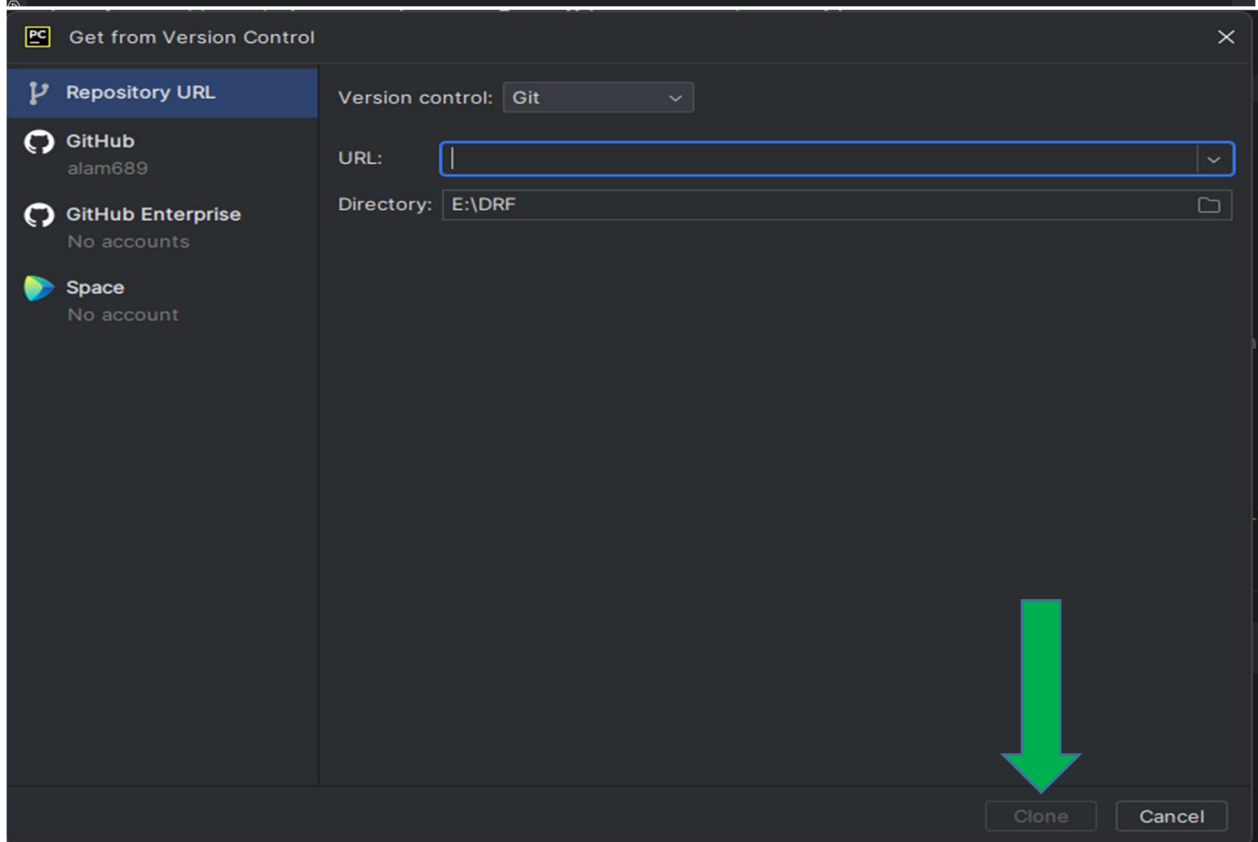 PC Get from Version Control
Repository URL
Version control: Git
GitHub
alam689
URL:
Directory: E:\DRF
GitHub Enterprise
No accounts
Space
No account
Clone Cancel